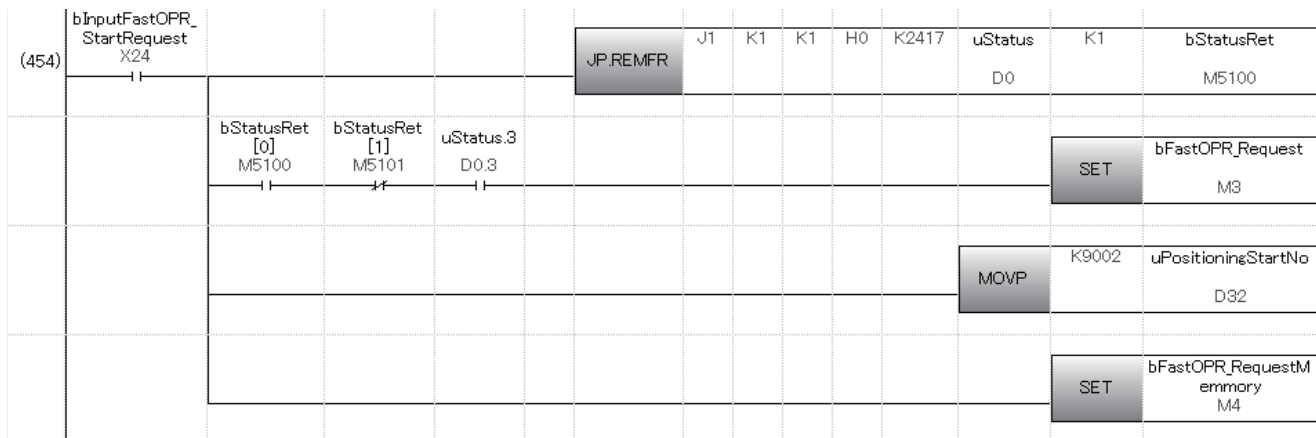 bInputFastOPR_
StartRequest
(454)
X24
JP.REMFR
J1 K1 K1 H0 K2417 uStatus K1 bStatusRet
D0 M5100
bStatusRet bStatusRet uStatus.3
[0] [1]
M5100 M5101 D0.3
SET
bFastOPR_Request
M3
MOVP
K9002 uPositioningStartNo
D32
SET
bFastOPR_RequestM
emmory
M4